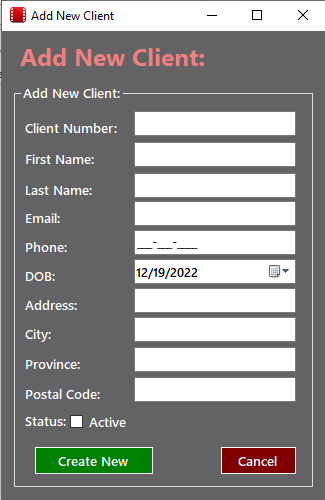 Add New Client
Add New Client:
Add New Client:
Client Number:
First Name:
Last Name:
Email:
Phone: ___-___-____
DOB: 12/19/2022
Address:
City:
Province:
Postal Code:
Status: Active
Create New Cancel